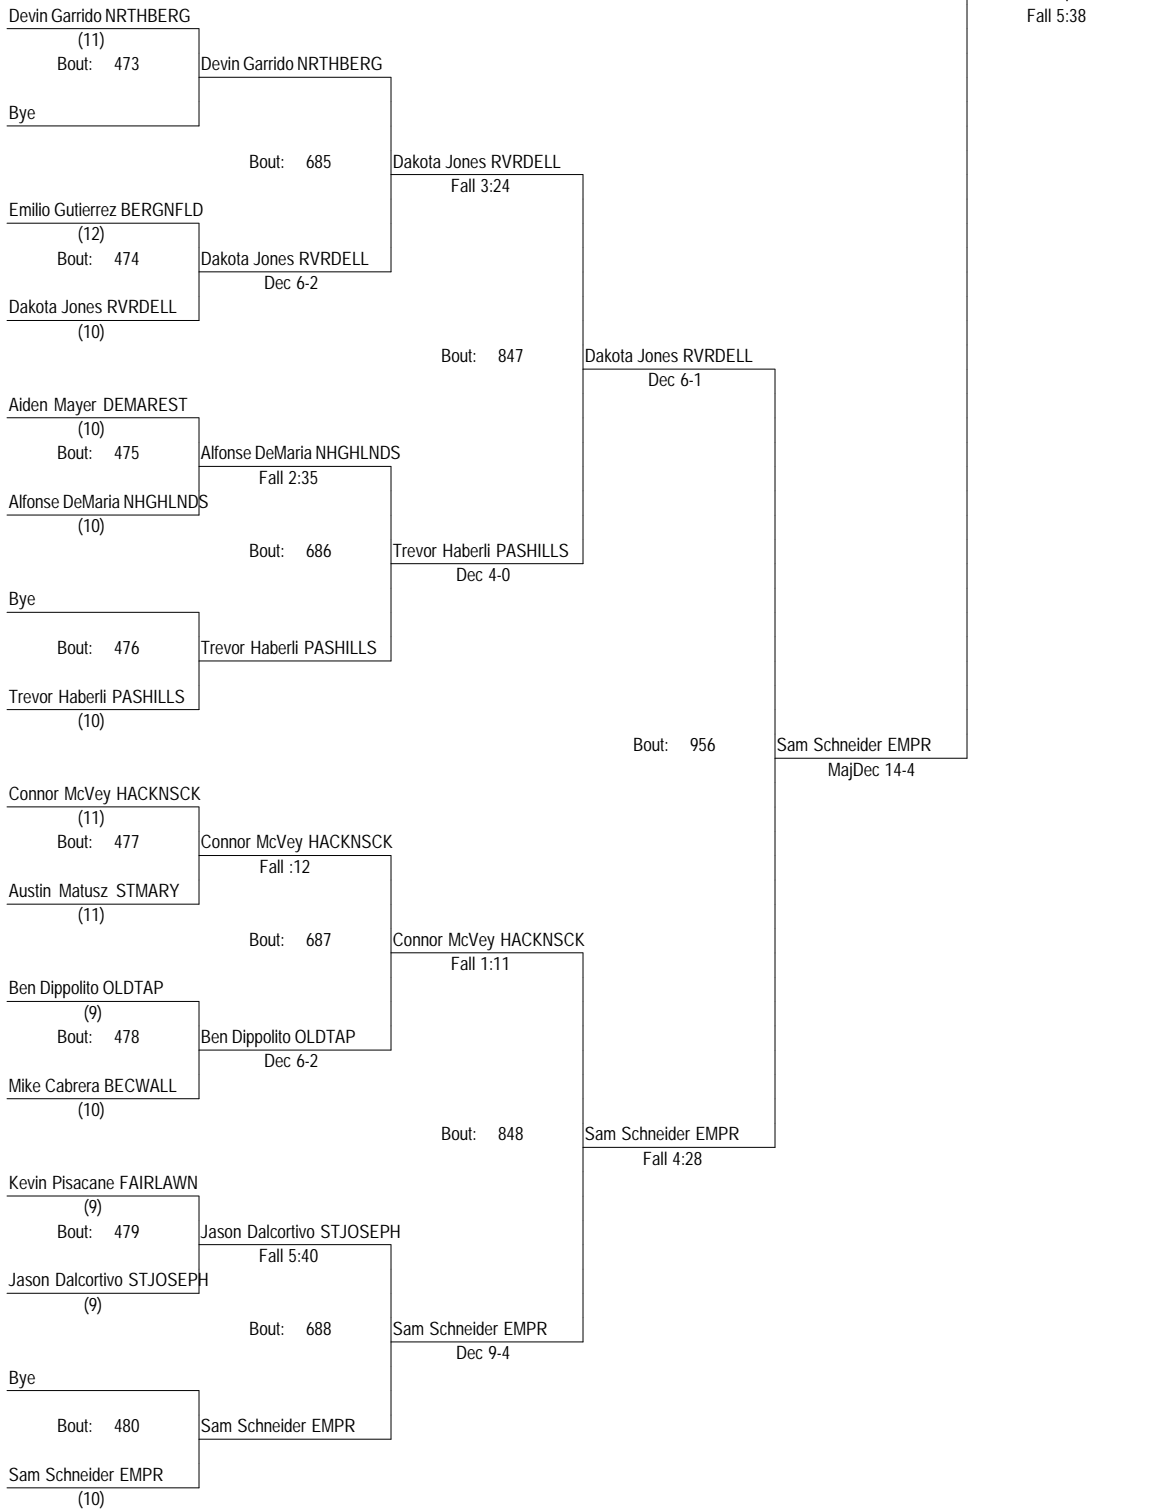 Fall 5:38
Devin Garrido NRTHBERG
(11)
Bout: 473
Devin Garrido NRTHBERG
Bye
Bout: 685
Dakota Jones RVRDELL
Fall 3:24
Emilio Gutierrez BERGNFLD
(12)
Bout: 474
Dakota Jones RVRDELL
Dec 6-2
Dakota Jones RVRDELL
(10)
Bout: 847
Dakota Jones RVRDELL
Dec 6-1
Aiden Mayer DEMAREST
(10)
Bout: 475
Alfonse DeMaria NHGHLNDS
Fall 2:35
Alfonse DeMaria NHGHLNDS
(10)
Bout: 686
Trevor Haberli PASHILLS
Dec 4-0
Bye
Bout: 476
Trevor Haberli PASHILLS
Trevor Haberli PASHILLS
(10)
Bout: 956
Sam Schneider EMPR
MajDec 14-4
Connor McVey HACKNSCK
(11)
Bout: 477
Connor McVey HACKNSCK
Fall :12
Austin Matusz STMARY
(11)
Bout: 687
Connor McVey HACKNSCK
Fall 1:11
Ben Dippolito OLDTAP
(9)
Bout: 478
Ben Dippolito OLDTAP
Dec 6-2
Mike Cabrera BECWALL
(10)
Bout: 848
Sam Schneider EMPR
Fall 4:28
Kevin Pisacane FAIRLAWN
(9)
Bout: 479
Jason Dalcortivo STJOSEPH
Fall 5:40
Jason Dalcortivo STJOSEPH
(9)
Bout: 688
Sam Schneider EMPR
Dec 9-4
Bye
Bout: 480
Sam Schneider EMPR
Sam Schneider EMPR
(10)